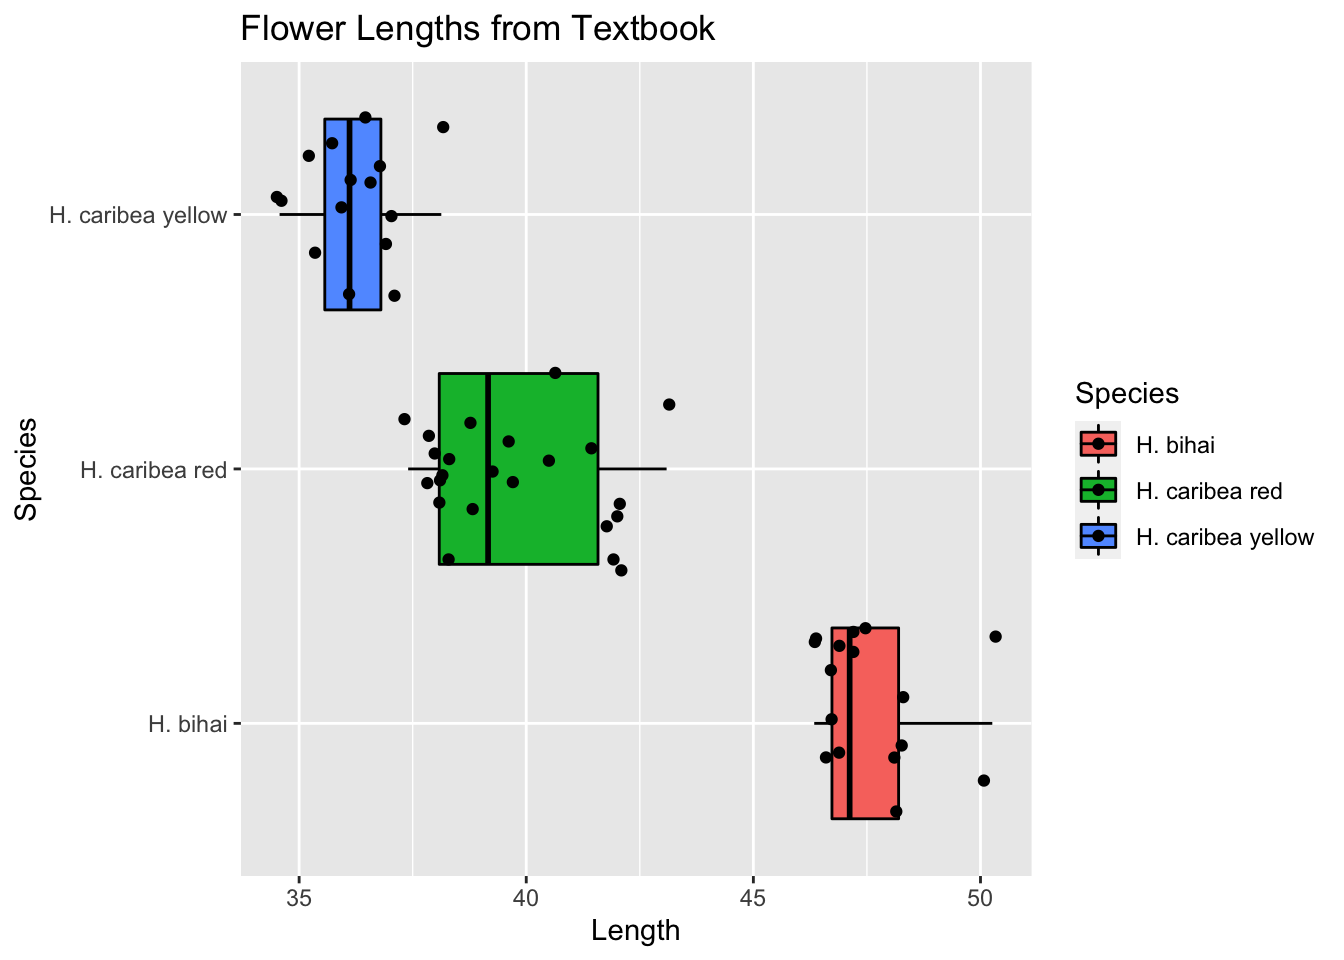 Flower Lengths from Textbook
Species
H. caribea yellow
H. caribea red
H. bihai
35 40 45 50
Length
Species
H. bihai
H. caribea red
H. caribea yellow